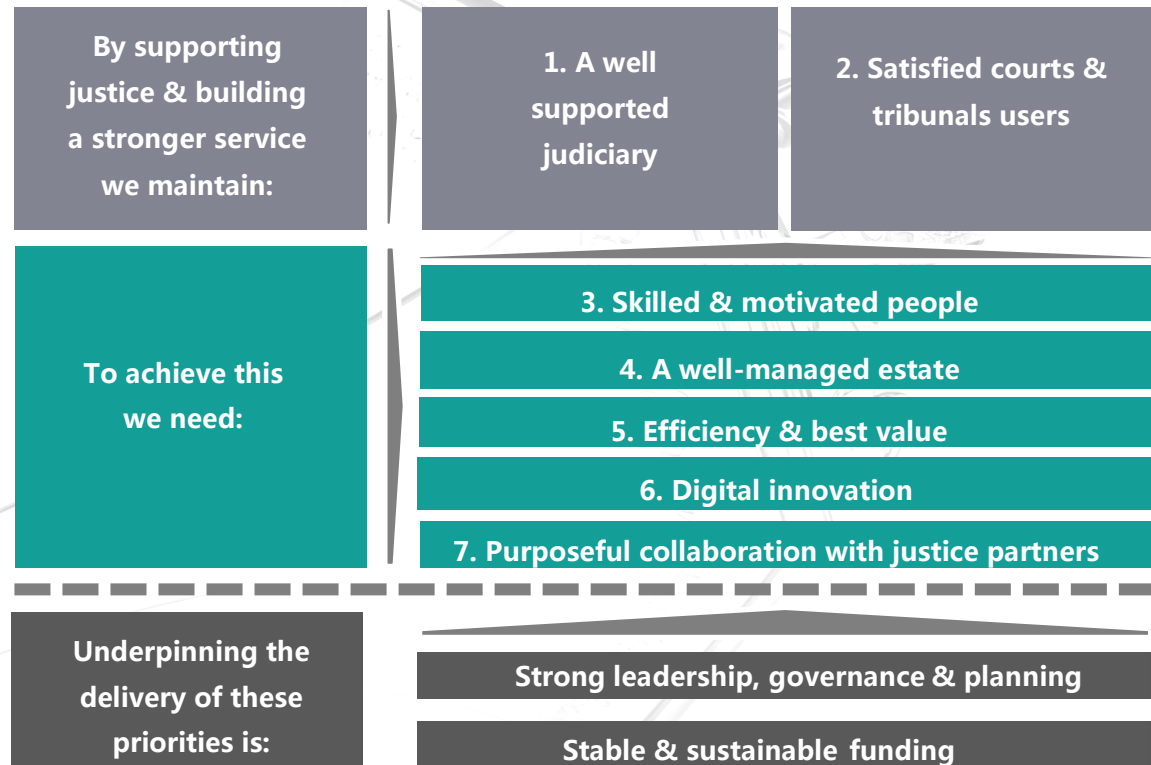 By supporting
justice & building
a stronger service
we maintain:
1. A well
supported
judiciary
2. Satisfied courts &
tribunals users
To achieve this
we need:
3. Skilled & motivated people
4. A well-managed estate
5. Efficiency & best value
6. Digital innovation
7. Purposeful collaboration with justice partners
Underpinning the
delivery of these
priorities is:
Strong leadership, governance & planning
Stable & sustainable funding